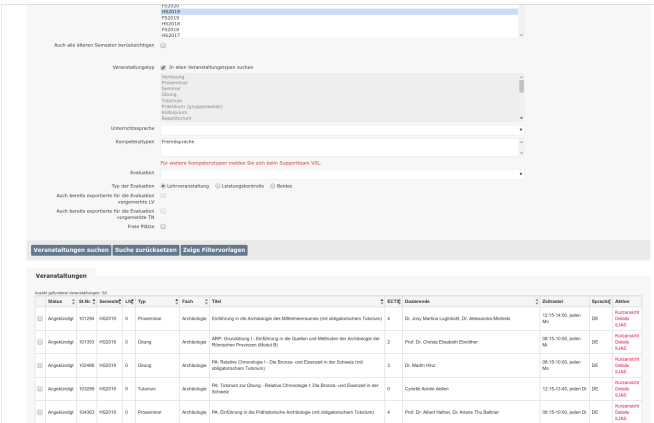 FS2020
HS2019
FS2019
HS2018
FS2018
HS2017
Auch alle älteren Semester berücksichtigen
Veranstaltungstyp In allen Veranstaltungstypen suchen
Vorlesung
Proseminar
Seminar
Übung
Tutorium
Praktikum (gruppenweise)
Kolloquium
Repetitorium
Unterrichtssprache
Kompetenztypen Fremdsprache
Für weitere Kompetenztypen melden Sie sich beim Supportteam VSL.
Evaluation
Typ der Evaluation Lehrveranstaltung Leistungskontrolle Beides
Auch bereits exportierte für die Evaluation
vorgemerkte LV
Auch bereits exportierte für die Evaluation
vorgemerkte TN
Freie Plätze
Veranstaltungen suchen Suche zurücksetzen Zeige Filtervorlagen
Veranstaltungen
Anzahl gefundene Veranstaltungen: 50
Status St.Nr. Semester LfE Typ Fach Titel ECTS Dozierende Zeitraster Sprache Aktion
Angekündigt 101294 HS2019 0 Proseminar Archäologie Einführung in die Archäologie des Mittelmeerraumes (mit obligatorischem Tutorium) 4 Dr. Josy Martina Luginbühl, Dr. Aleksandra Mistireki 12:15-14:00, jeden Mo DE Kurzansicht Details ILIAS
Angekündigt 101353 HS2019 0 Übung Archäologie ARP: Grundübung I - Einführung in die Quellen und Methoden der Archäologie der Römischen Provinzen (Modul B) 2 Prof. Dr. Christa Elisabeth Ebnöther 08:15-10:00, jeden Mi DE Kurzansicht Details ILIAS
Angekündigt 102466 HS2019 0 Übung Archäologie PA: Relative Chronologie I - Die Bronze- und Eisenzeit in der Schweiz (mit obligatorischem Tutorium) 3 Dr. Martin Hinz 08:15-10:00, jeden Mo DE Kurzansicht Details ILIAS
Angekündigt 103289 HS2019 0 Tutorium Archäologie PA: Tutorium zur Übung - Relative Chronologie I: Die Bronze- und Eisenzeit in der Schweiz 0 Cyrielle Aimée Aellen 12:15-13:45, jeden Di DE Kurzansicht Details ILIAS
Angekündigt 104303 HS2019 0 Proseminar Archäologie PA: Einführung in die Prähistorische Archäologie (mit obligatorischem Tutorium) 4 Prof. Dr. Albert Hafner, Dr. Ariane Thu Ballmer 08:15-10:00, jeden Di DE Kurzansicht Details ILIAS